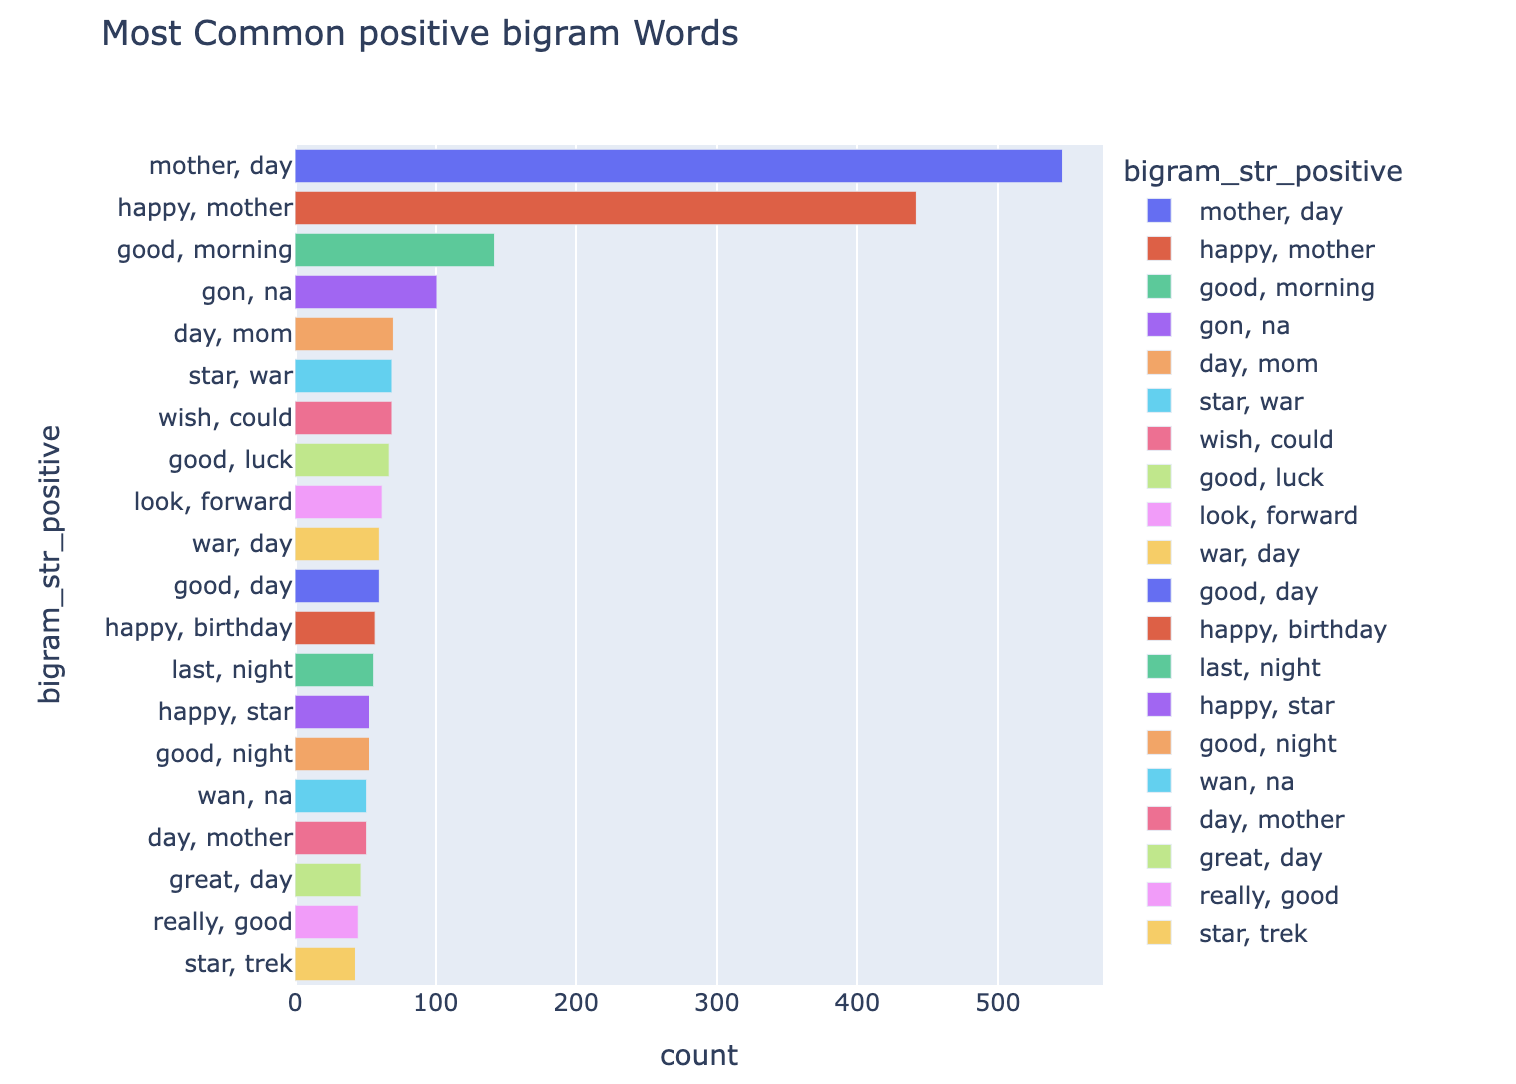 Most Common positive bigram Words
mother, day
happy, mother
good, morning
gon, na
day, mom
star, war
wish, could
good, luck
look, forward
war, day
good, day
happy, birthday
last, night
happy, star
good, night
wan, na
day, mother
great, day
really, good
star, trek
bigram_str_positive
0 100 200 300 400 500
count
bigram_str_positive
mother, day
happy, mother
good, morning
gon, na
day, mom
star, war
wish, could
good, luck
look, forward
war, day
good, day
happy, birthday
last, night
happy, star
good, night
wan, na
day, mother
great, day
really, good
star, trek